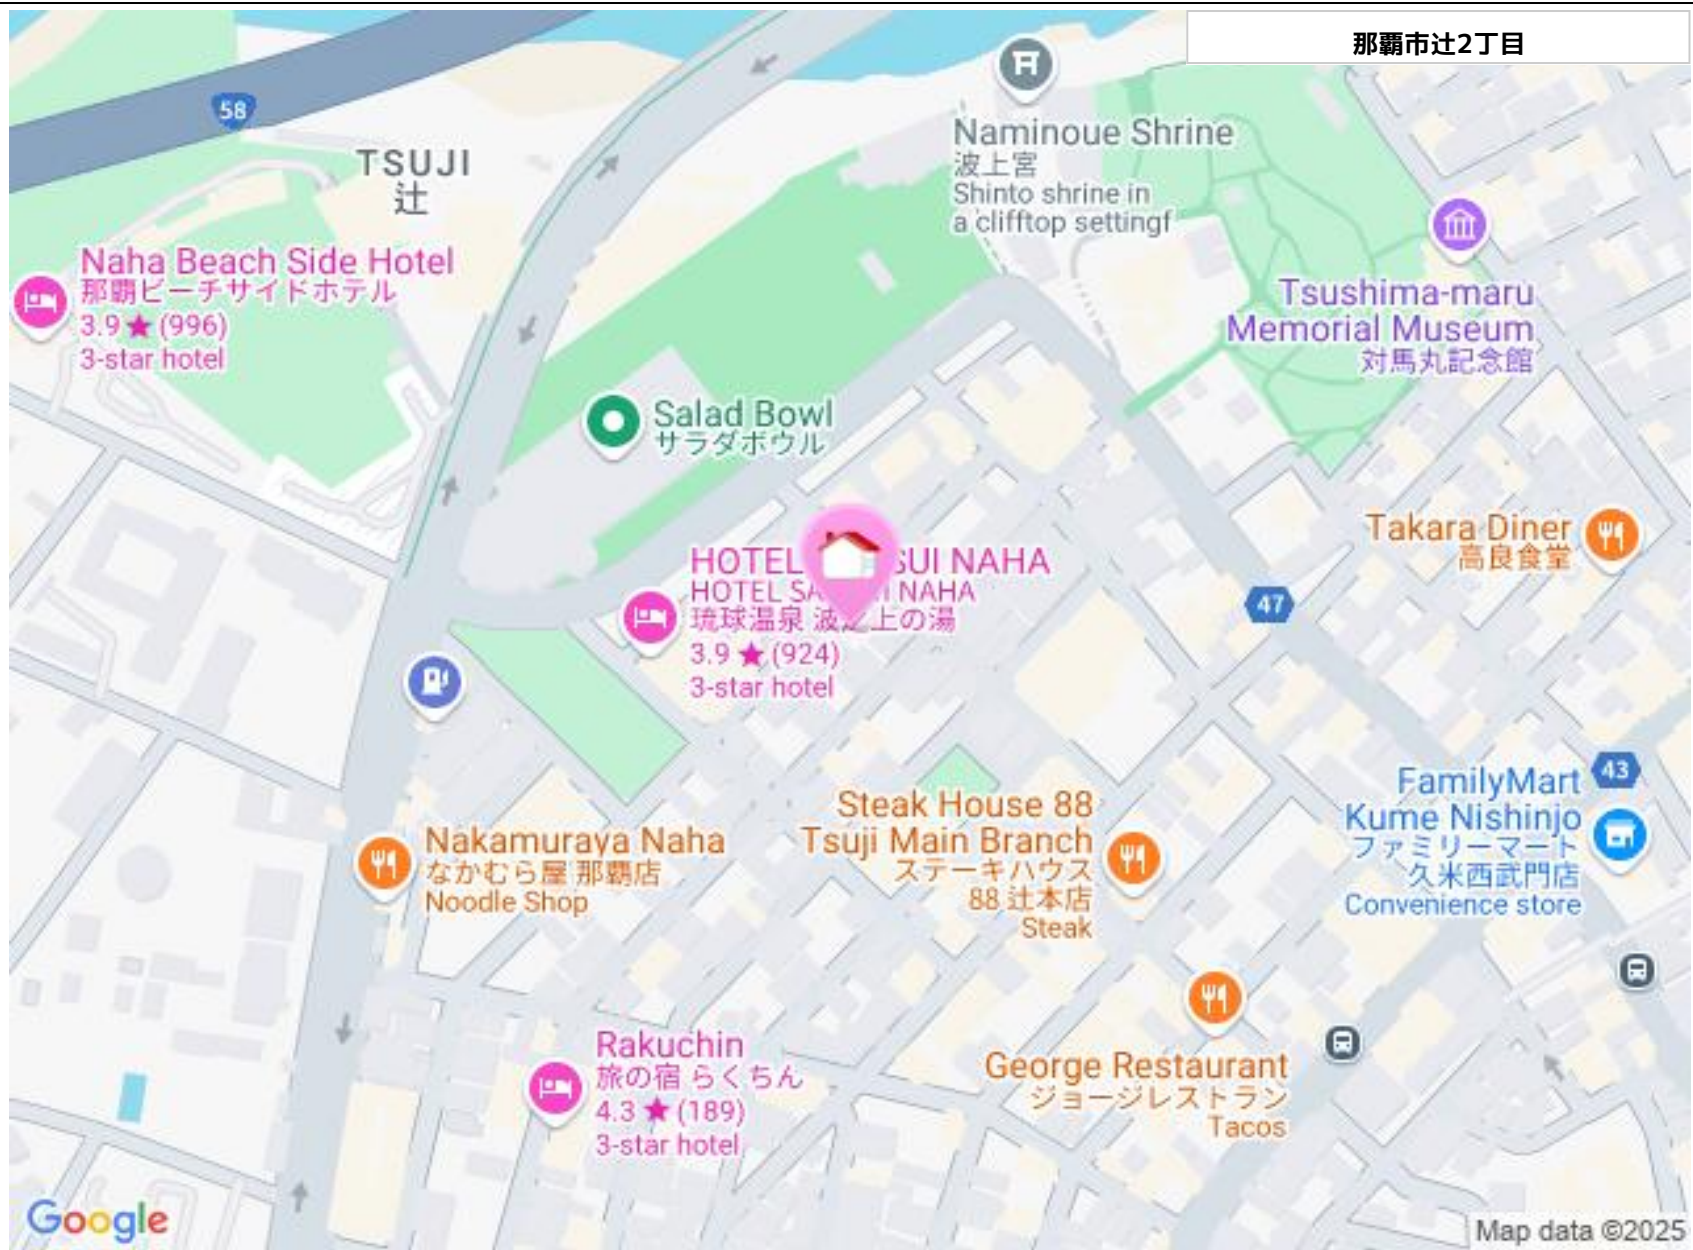 那覇市辻2丁目
58
TSUJI
辻
Naminoue Shrine
波上宮
Shinto shrine in
a clifftop settingf
Naha Beach Side Hotel
那覇ビーチサイドホテル
3.9 ★ (996)
3-star hotel
Tsushima-maru
Memorial Museum
対馬丸記念館
Salad Bowl
サラダボウル
Takara Diner
高良食堂
HOTEL SUI NAHA
HOTEL SA I NAHA
琉球温泉 波之上の湯
3.9 ★ (924)
3-star hotel
47
43
FamilyMart
Kume Nishinjo
ファミリーマート
久米西武門店
Convenience store
Steak House 88
Tsuji Main Branch
ステーキハウス
88 辻本店
Steak
Nakamuraya Naha
なかむら屋 那覇店
Noodle Shop
Rakuchin
旅の宿 らくちん
4.3 ★ (189)
3-star hotel
George Restaurant
ジョージレストラン
Tacos
Google
Map data ©2025